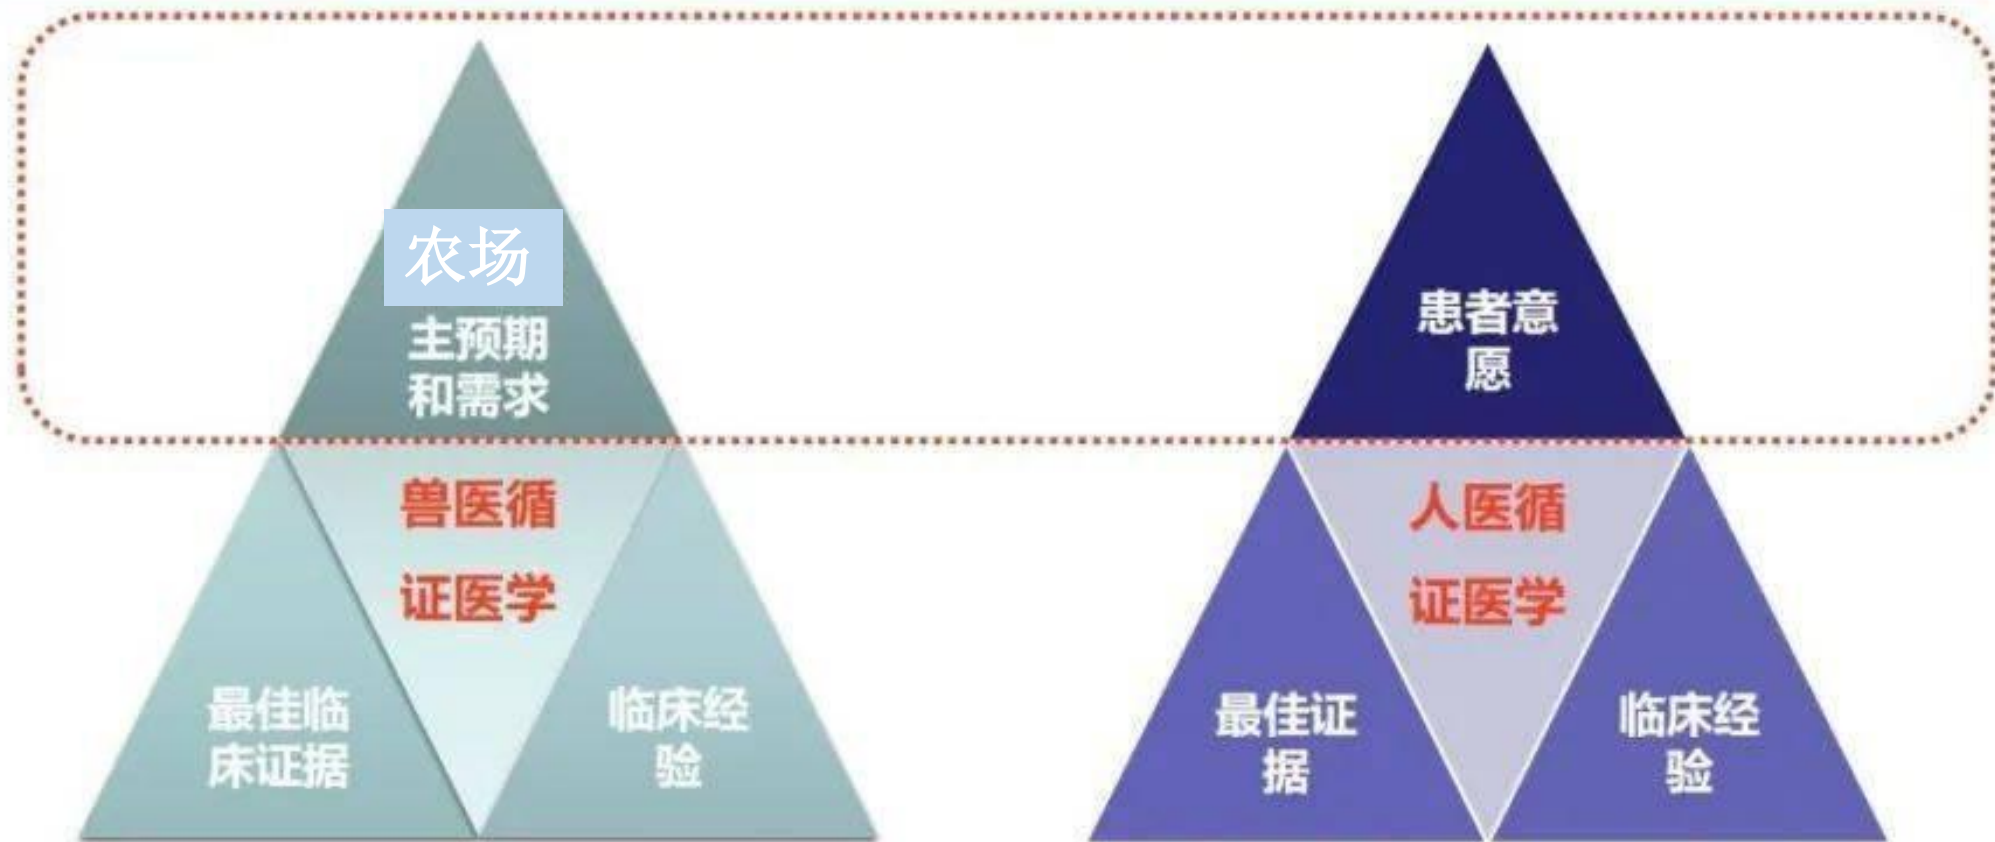 农场
主预期
和需求
兽医循
证医学
最佳临
床证据
临床经
验
患者意
愿
人医循
证医学
最佳证
据
临床经
验